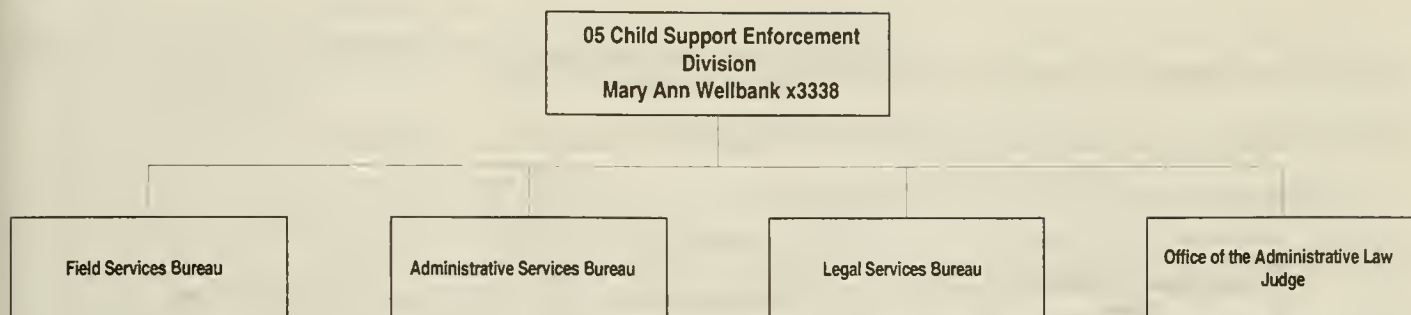 05 Child Support Enforcement
Division
Mary Ann Wellbank x3338
Field Services Bureau
Administrative Services Bureau
Legal Services Bureau
Office of the Administrative Law
Judge